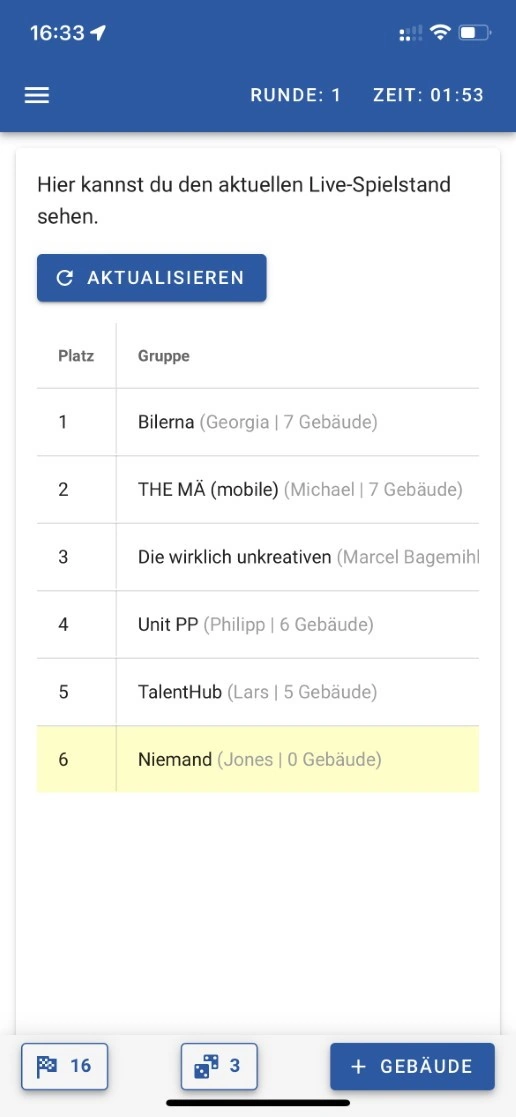 16:33
RUNDE: 1 ZEIT: 01:53
Hier kannst du den aktuellen Live-Spielstand
sehen.
AKTUALISIEREN
Platz Gruppe
1 Bilerna (Georgia | 7 Gebäude)
2 THE MÄ (mobile) (Michael | 7 Gebäude)
3 Die wirklich unkreativen (Marcel Bagemihl
4 Unit PP (Philipp | 6 Gebäude)
5 TalentHub (Lars | 5 Gebäude)
6 Niemand (Jones | 0 Gebäude)
16 3 + GEBÄUDE